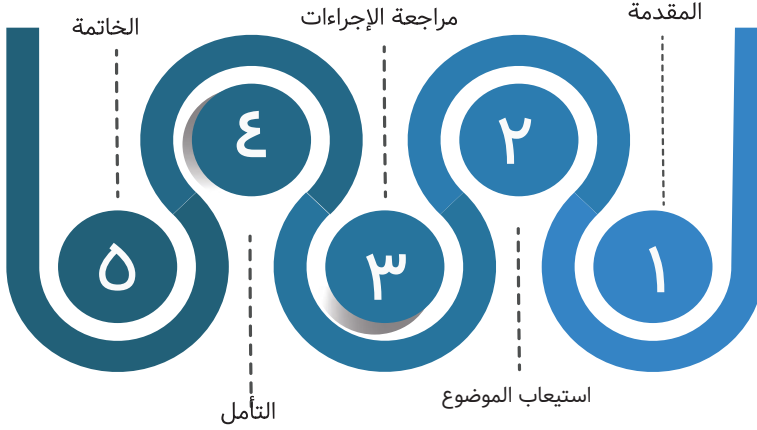 المقدمة
١
٢
استيعاب الموضوع
مراجعة الإجراءات
٣
٤
التأمل
الخاتمة
٥